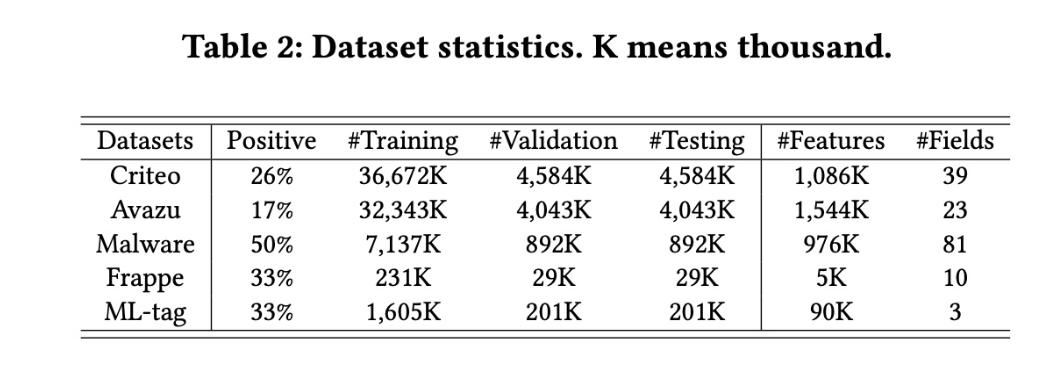 Table 2: Dataset statistics. K means thousand.
Datasets Positive #Training #Validation #Testing #Features #Fields
Criteo 26% 36,672K 4,584K 4,584K 1,086K 39
Avazu 17% 32,343K 4,043K 4,043K 1,544K 23
Malware 50% 7,137K 892K 892K 976K 81
Frappe 33% 231K 29K 29K 5K 10
ML-tag 33% 1,605K 201K 201K 90K 3